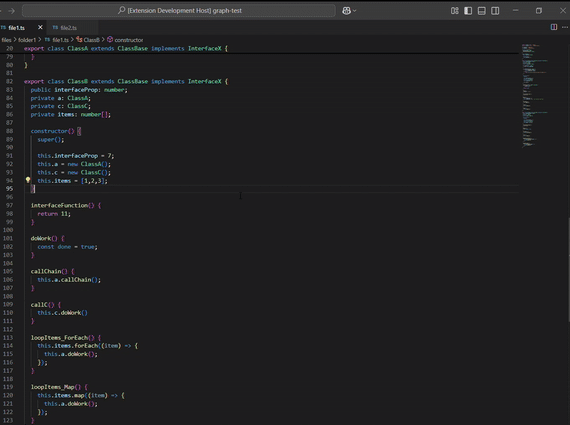 [Extension Development Host] graph-test
TS file1.ts × TS file2.ts
files > folder1 > TS file1.ts > ClassB > constructor
20 export class ClassA extends ClassBase implements InterfaceX {
79 }
80 }
81
82 export class ClassB extends ClassBase implements InterfaceX {
83 public interfaceProp: number;
84 private a: ClassA;
85 private c: ClassC;
86 private items: number[];
87
88 constructor() {
89 super();
90
91 this.interfaceProp = 7;
92 this.a = new ClassA();
93 this.c = new ClassC();
94 this.items = [1,2,3];
95 }
96
97 interfaceFunction() {
98 return 11;
99 }
100
101 doWork() {
102 const done = true;
103 }
104
105 callChain() {
106 this.a.callChain();
107 }
108
109 callC() {
110 this.c.doWork()
111 }
112
113 loopItems_ForEach() {
114 this.items.forEach((item) => {
115 this.a.doWork();
116 });
117 }
118
119 loopItems_Map() {
120 this.items.map((item) => {
121 this.a.doWork();
122 });
123 }